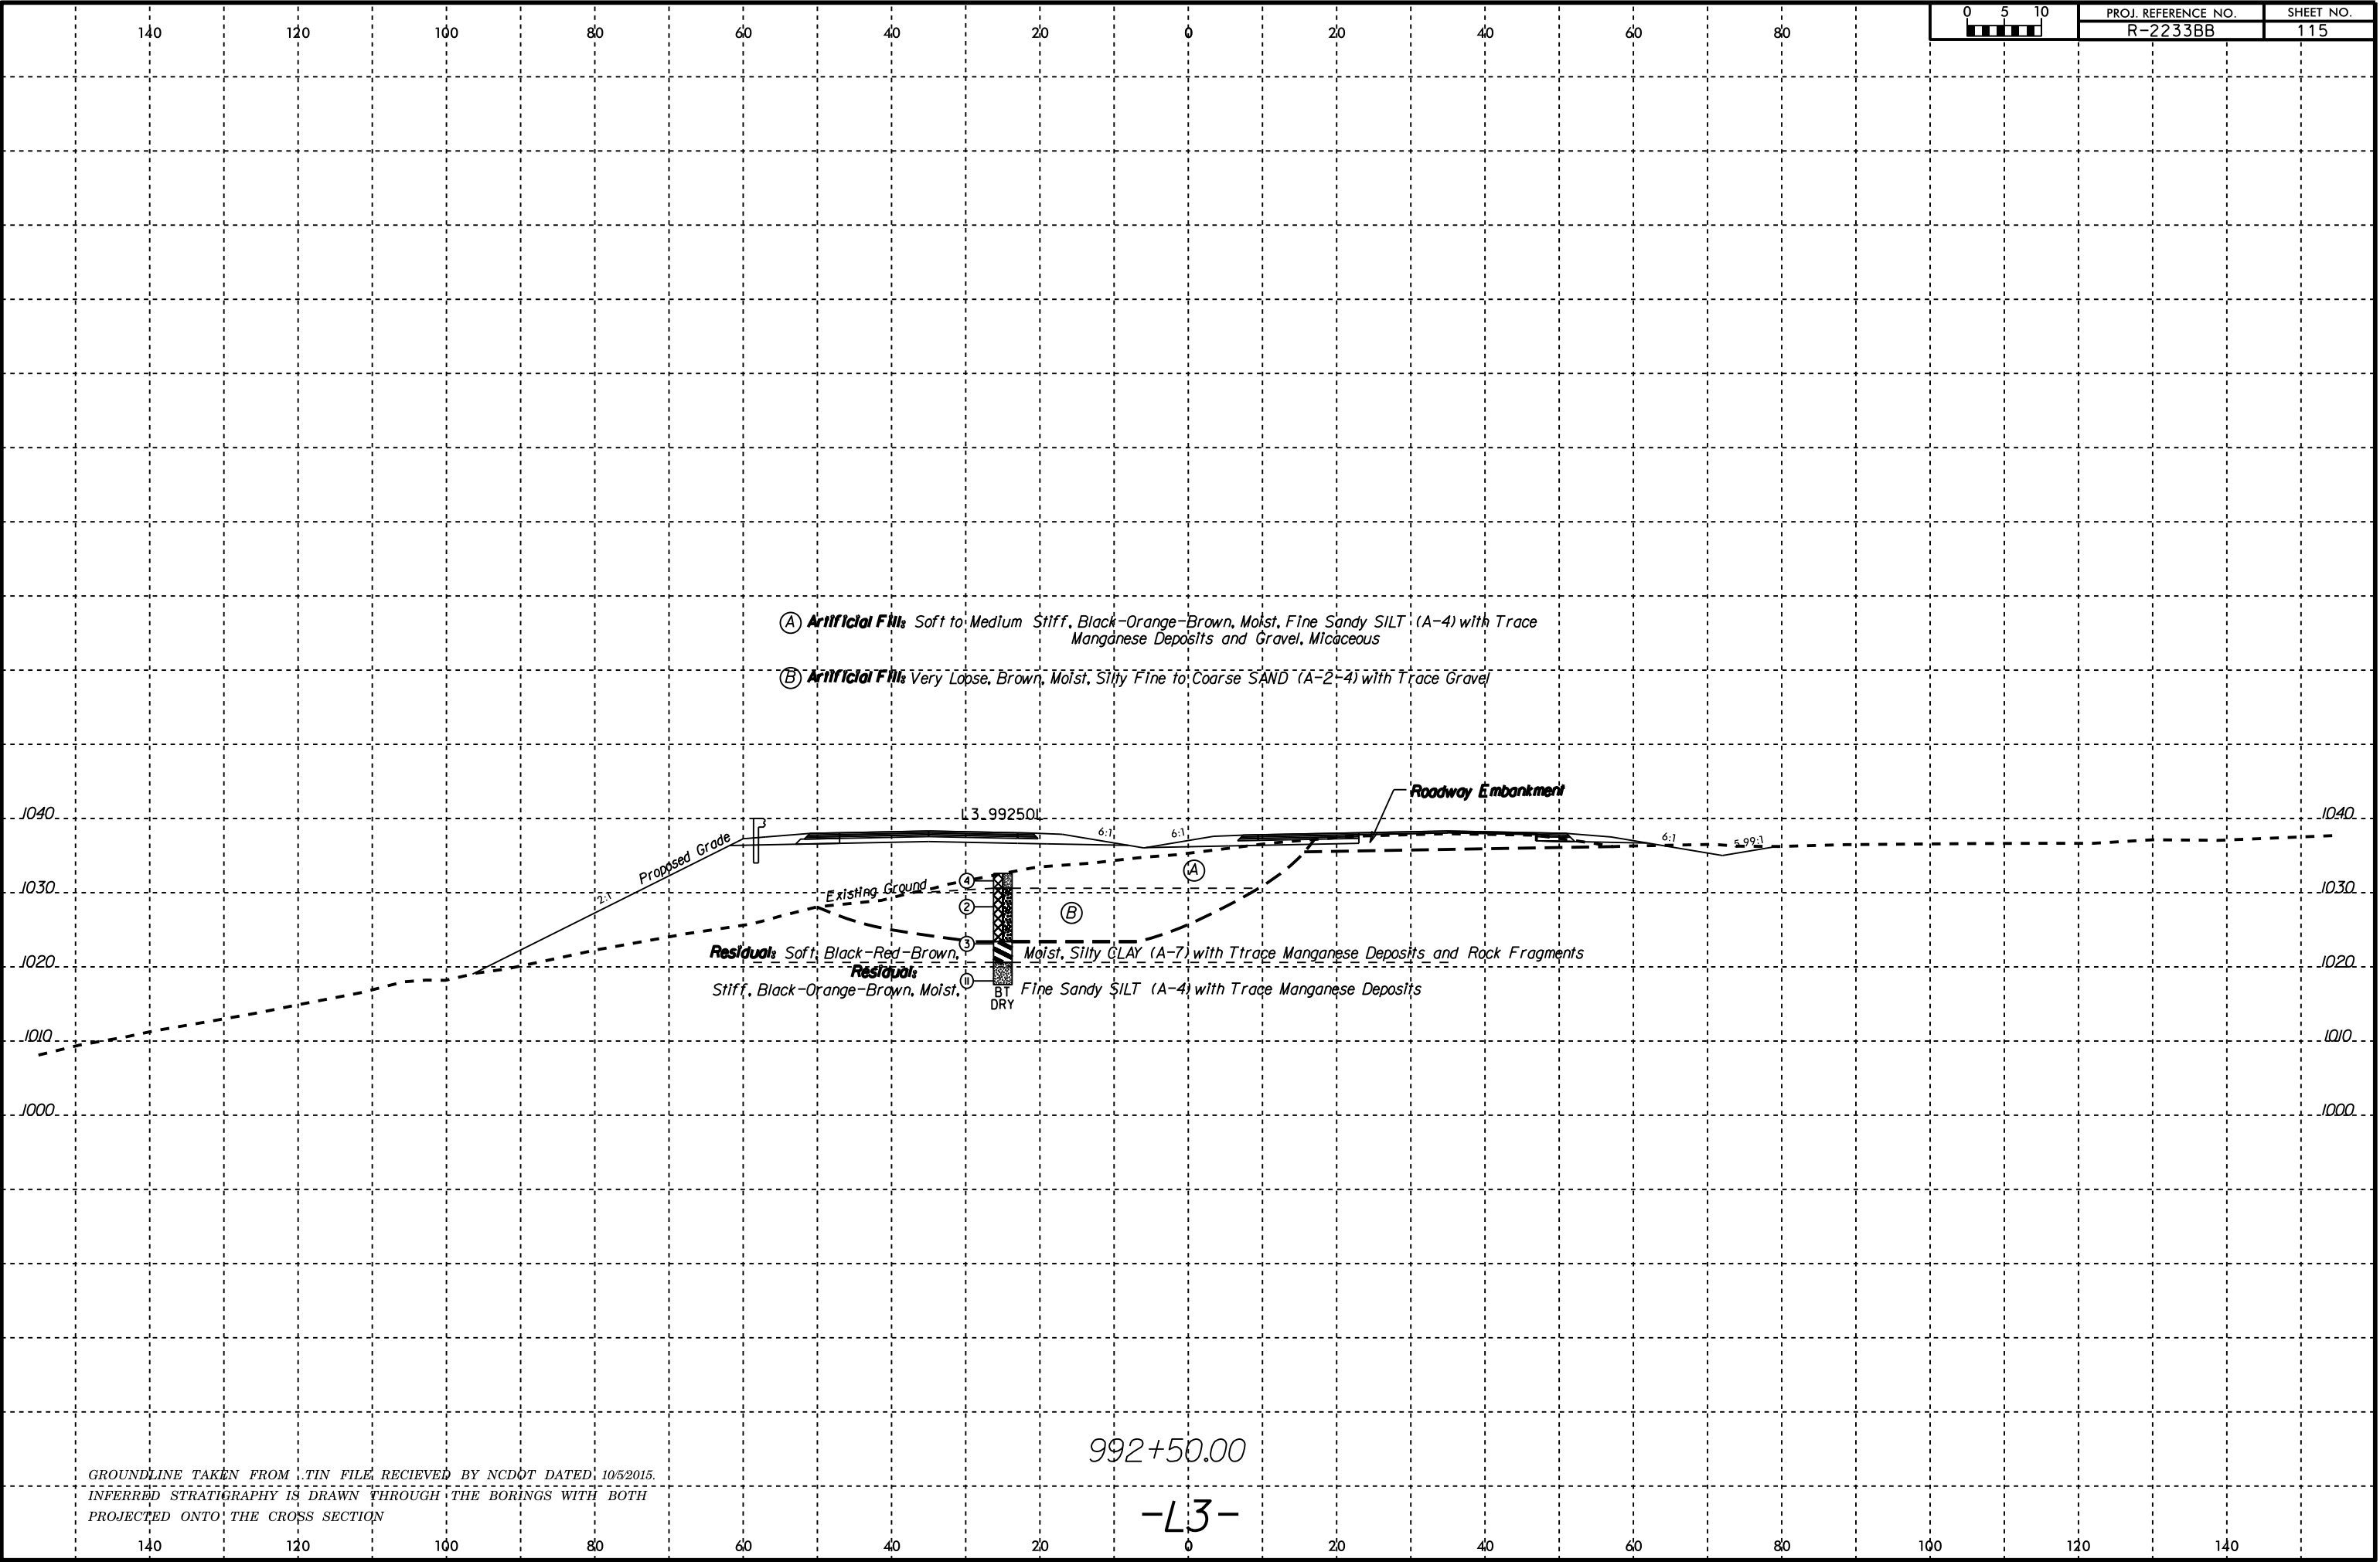 140 120 100 80 60 40 20 0 20 40 60 80
0 5 10
PROJ. REFERENCE NO.
SHEET NO.
R-2233BB
115
Ⓐ Artificial Fill: Soft to Medium Stiff, Black-Orange-Brown, Moist, Fine Sandy SILT (A-4) with Trace
Manganese Deposits and Gravel, Micaceous
Ⓑ Artificial Fill: Very Loose, Brown, Moist, Silty Fine to Coarse SAND (A-2-4) with Trace Gravel
Roadway Embankment
1040
L3_99250L
1040
Proposed Grade
6:1
6:1
6:1
5.99:1
2:1
Existing Ground
A
4
1030
1030
2
B
3
Residual: Soft, Black-Red-Brown, Moist, Silty CLAY (A-7) with Ttrace Manganese Deposits and Rock Fragments
1020
1020
Residual:
11
Stiff, Black-Orange-Brown, Moist, Fine Sandy SILT (A-4) with Trace Manganese Deposits
BT
DRY
1010
1010
1000
1000
992+50.00
GROUNDLINE TAKEN FROM .TIN FILE RECIEVED BY NCDOT DATED 10/5/2015.
INFERRED STRATIGRAPHY IS DRAWN THROUGH THE BORINGS WITH BOTH
PROJECTED ONTO THE CROSS SECTION
-L3-
140 120 100 80 60 40 20 0 20 40 60 80 100 120 140